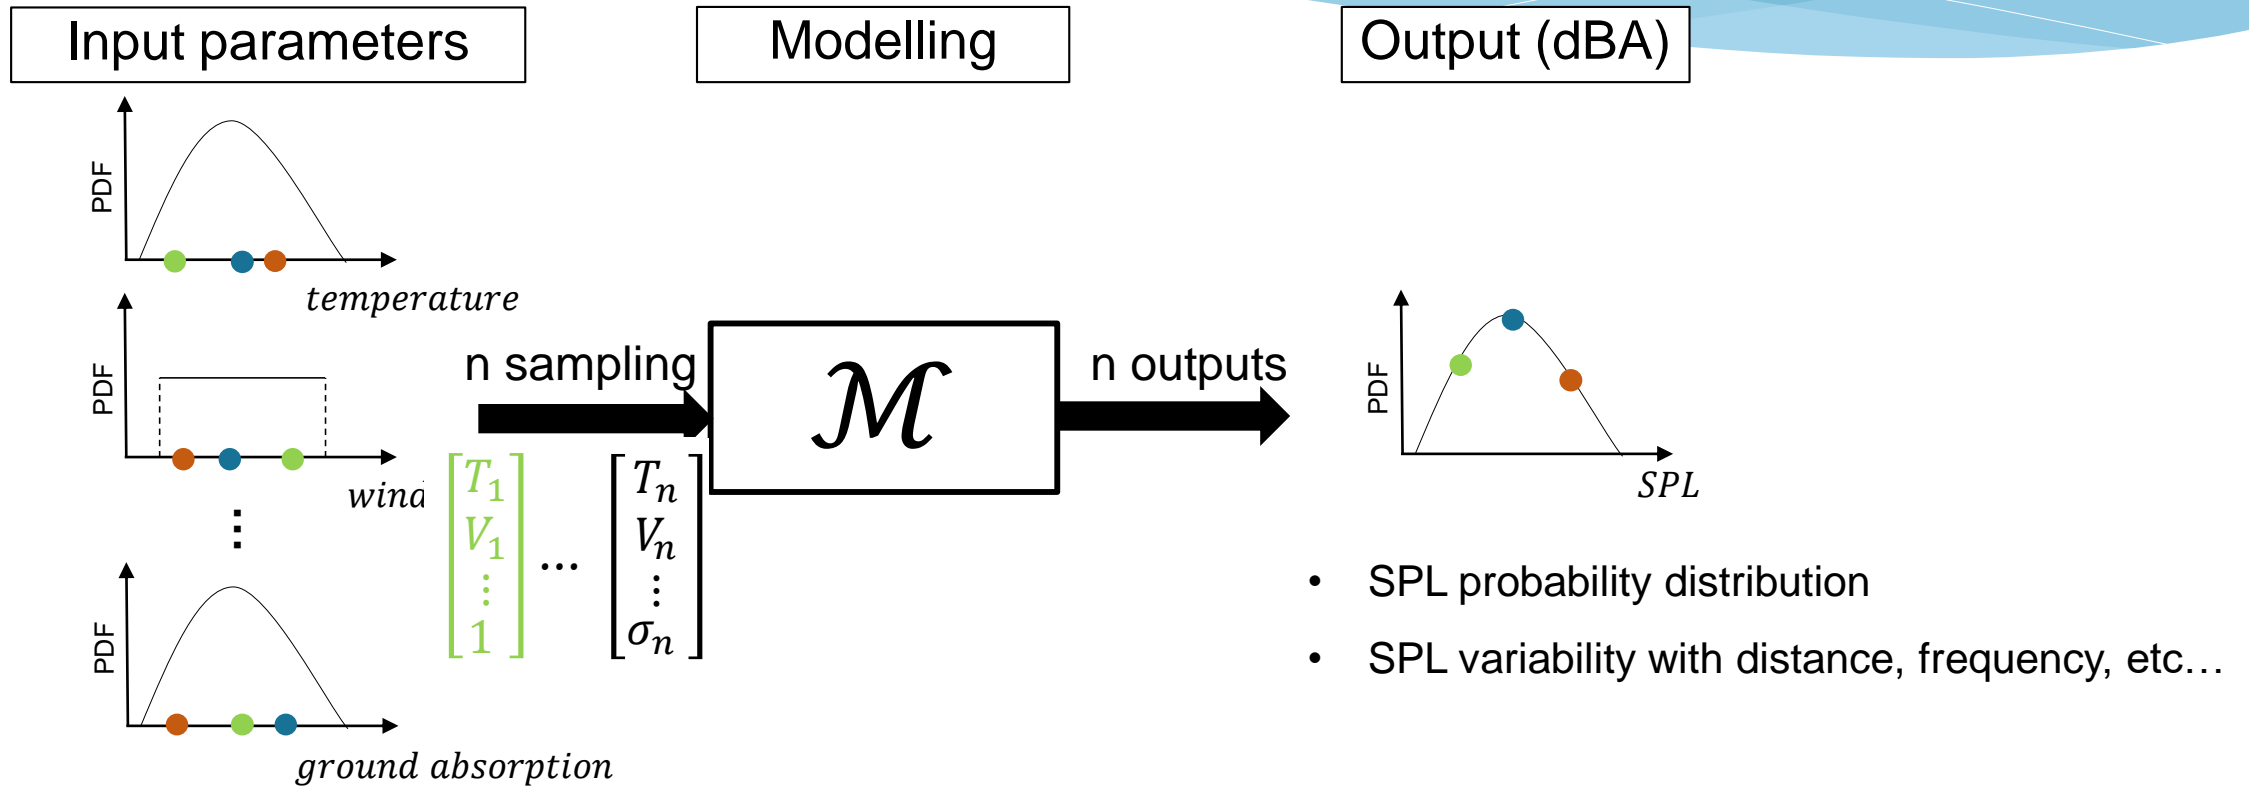 Input parameters
Modelling
Output (dBA)
PDF
temperature
PDF
wind
⋮
PDF
ground absorption
n sampling
[T₁ V₁ ⋮ 1] ... [Tₙ Vₙ ⋮ σₙ]
ℳ
n outputs
PDF
SPL
• SPL probability distribution
• SPL variability with distance, frequency, etc…